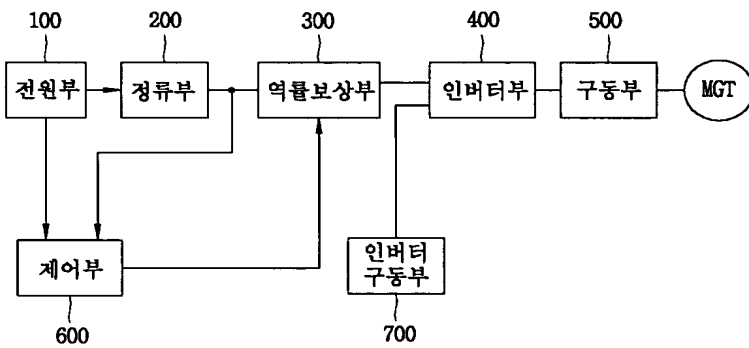 100
200
300
400
500
전원부
정류부
역률보상부
인버터부
구동부
MGT
제어부
인버터
구동부
600
700